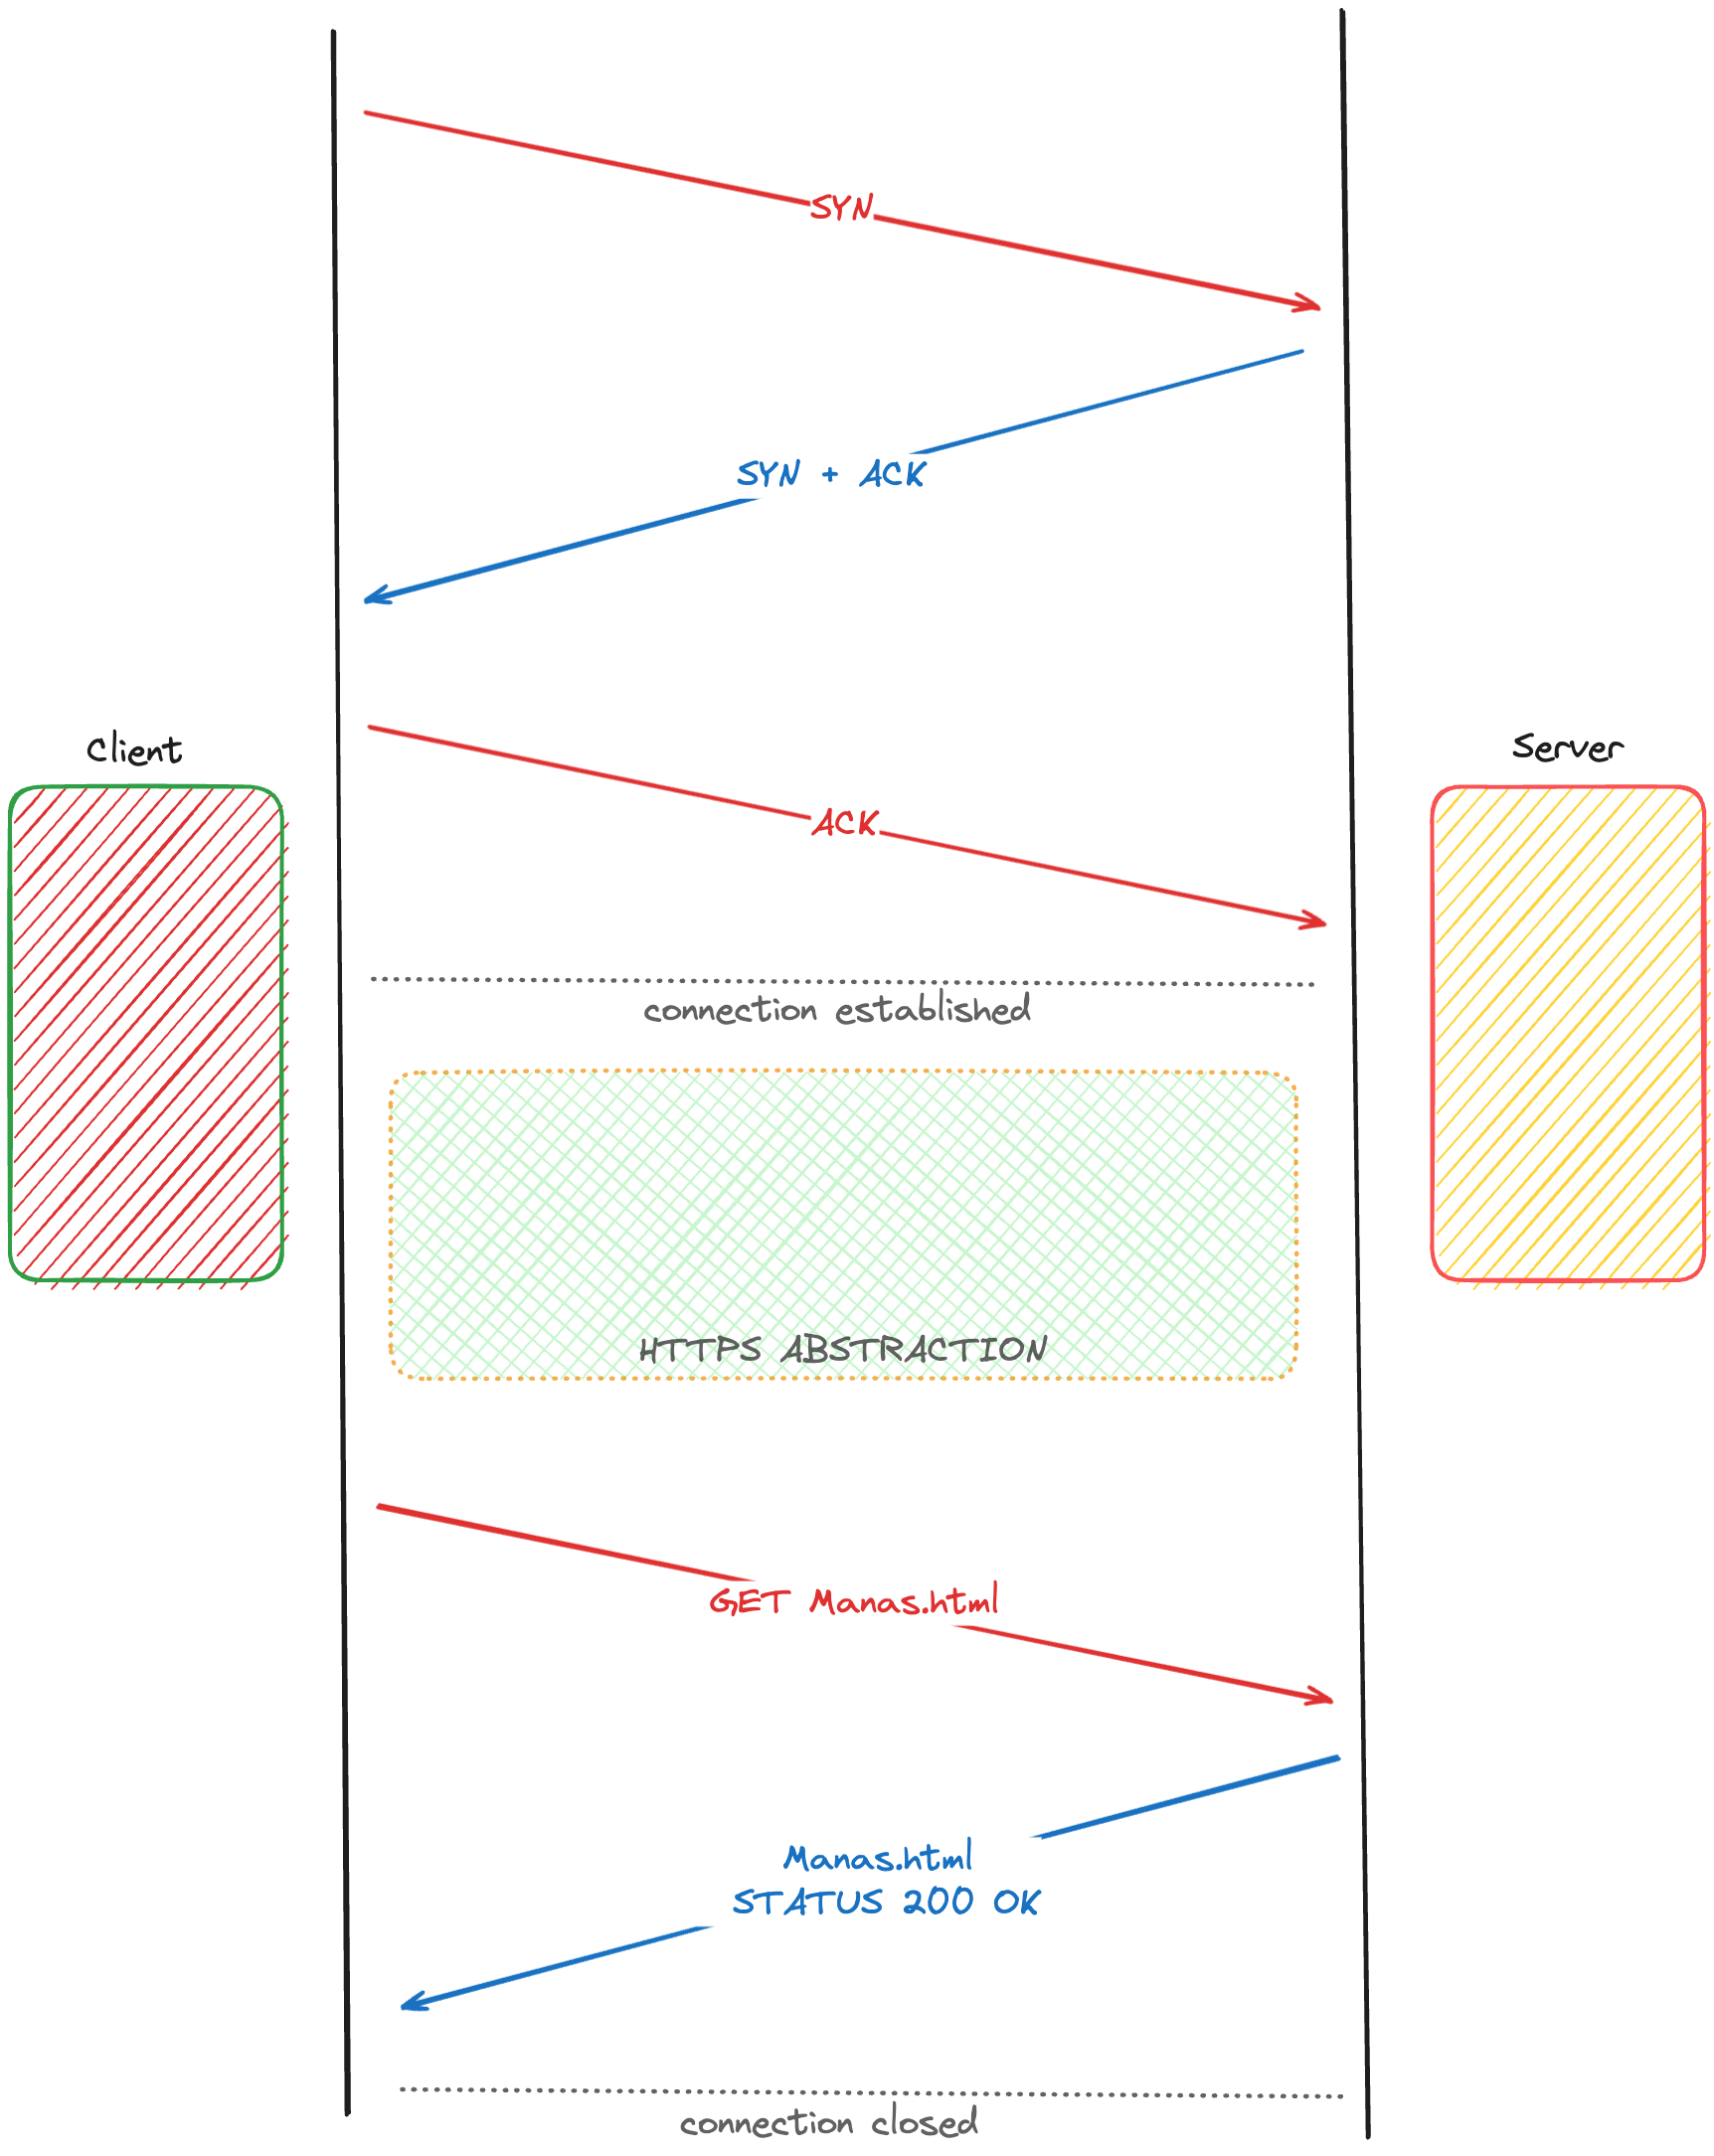 SYN
SYN + ACK
Client
Server
ACK
connection established
HTTPS ABSTRACTION
GET Manas.html
Manas.html
STATUS 200 OK
connection closed